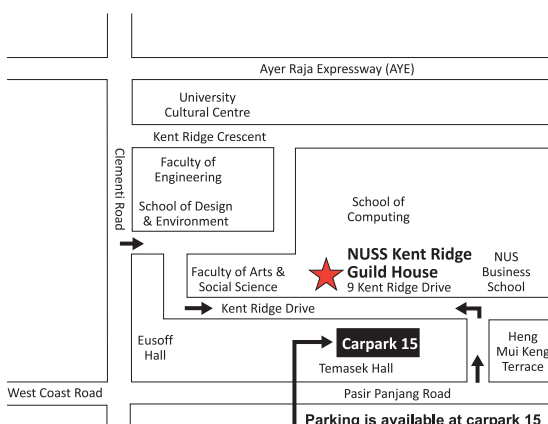 Ayer Raja Expressway (AYE)
University
Cultural Centre
Kent Ridge Crescent
Clementi Road
Faculty of
Engineering
School of Design
& Environment
School of
Computing
NUSS Kent Ridge
Guild House
9 Kent Ridge Drive
NUS
Business
School
Faculty of Arts &
Social Science
Kent Ridge Drive
Eusoff
Hall
Carpark 15
Temasek Hall
Heng
Mui Keng
Terrace
West Coast Road
Pasir Panjang Road
Parking is available at carpark 15